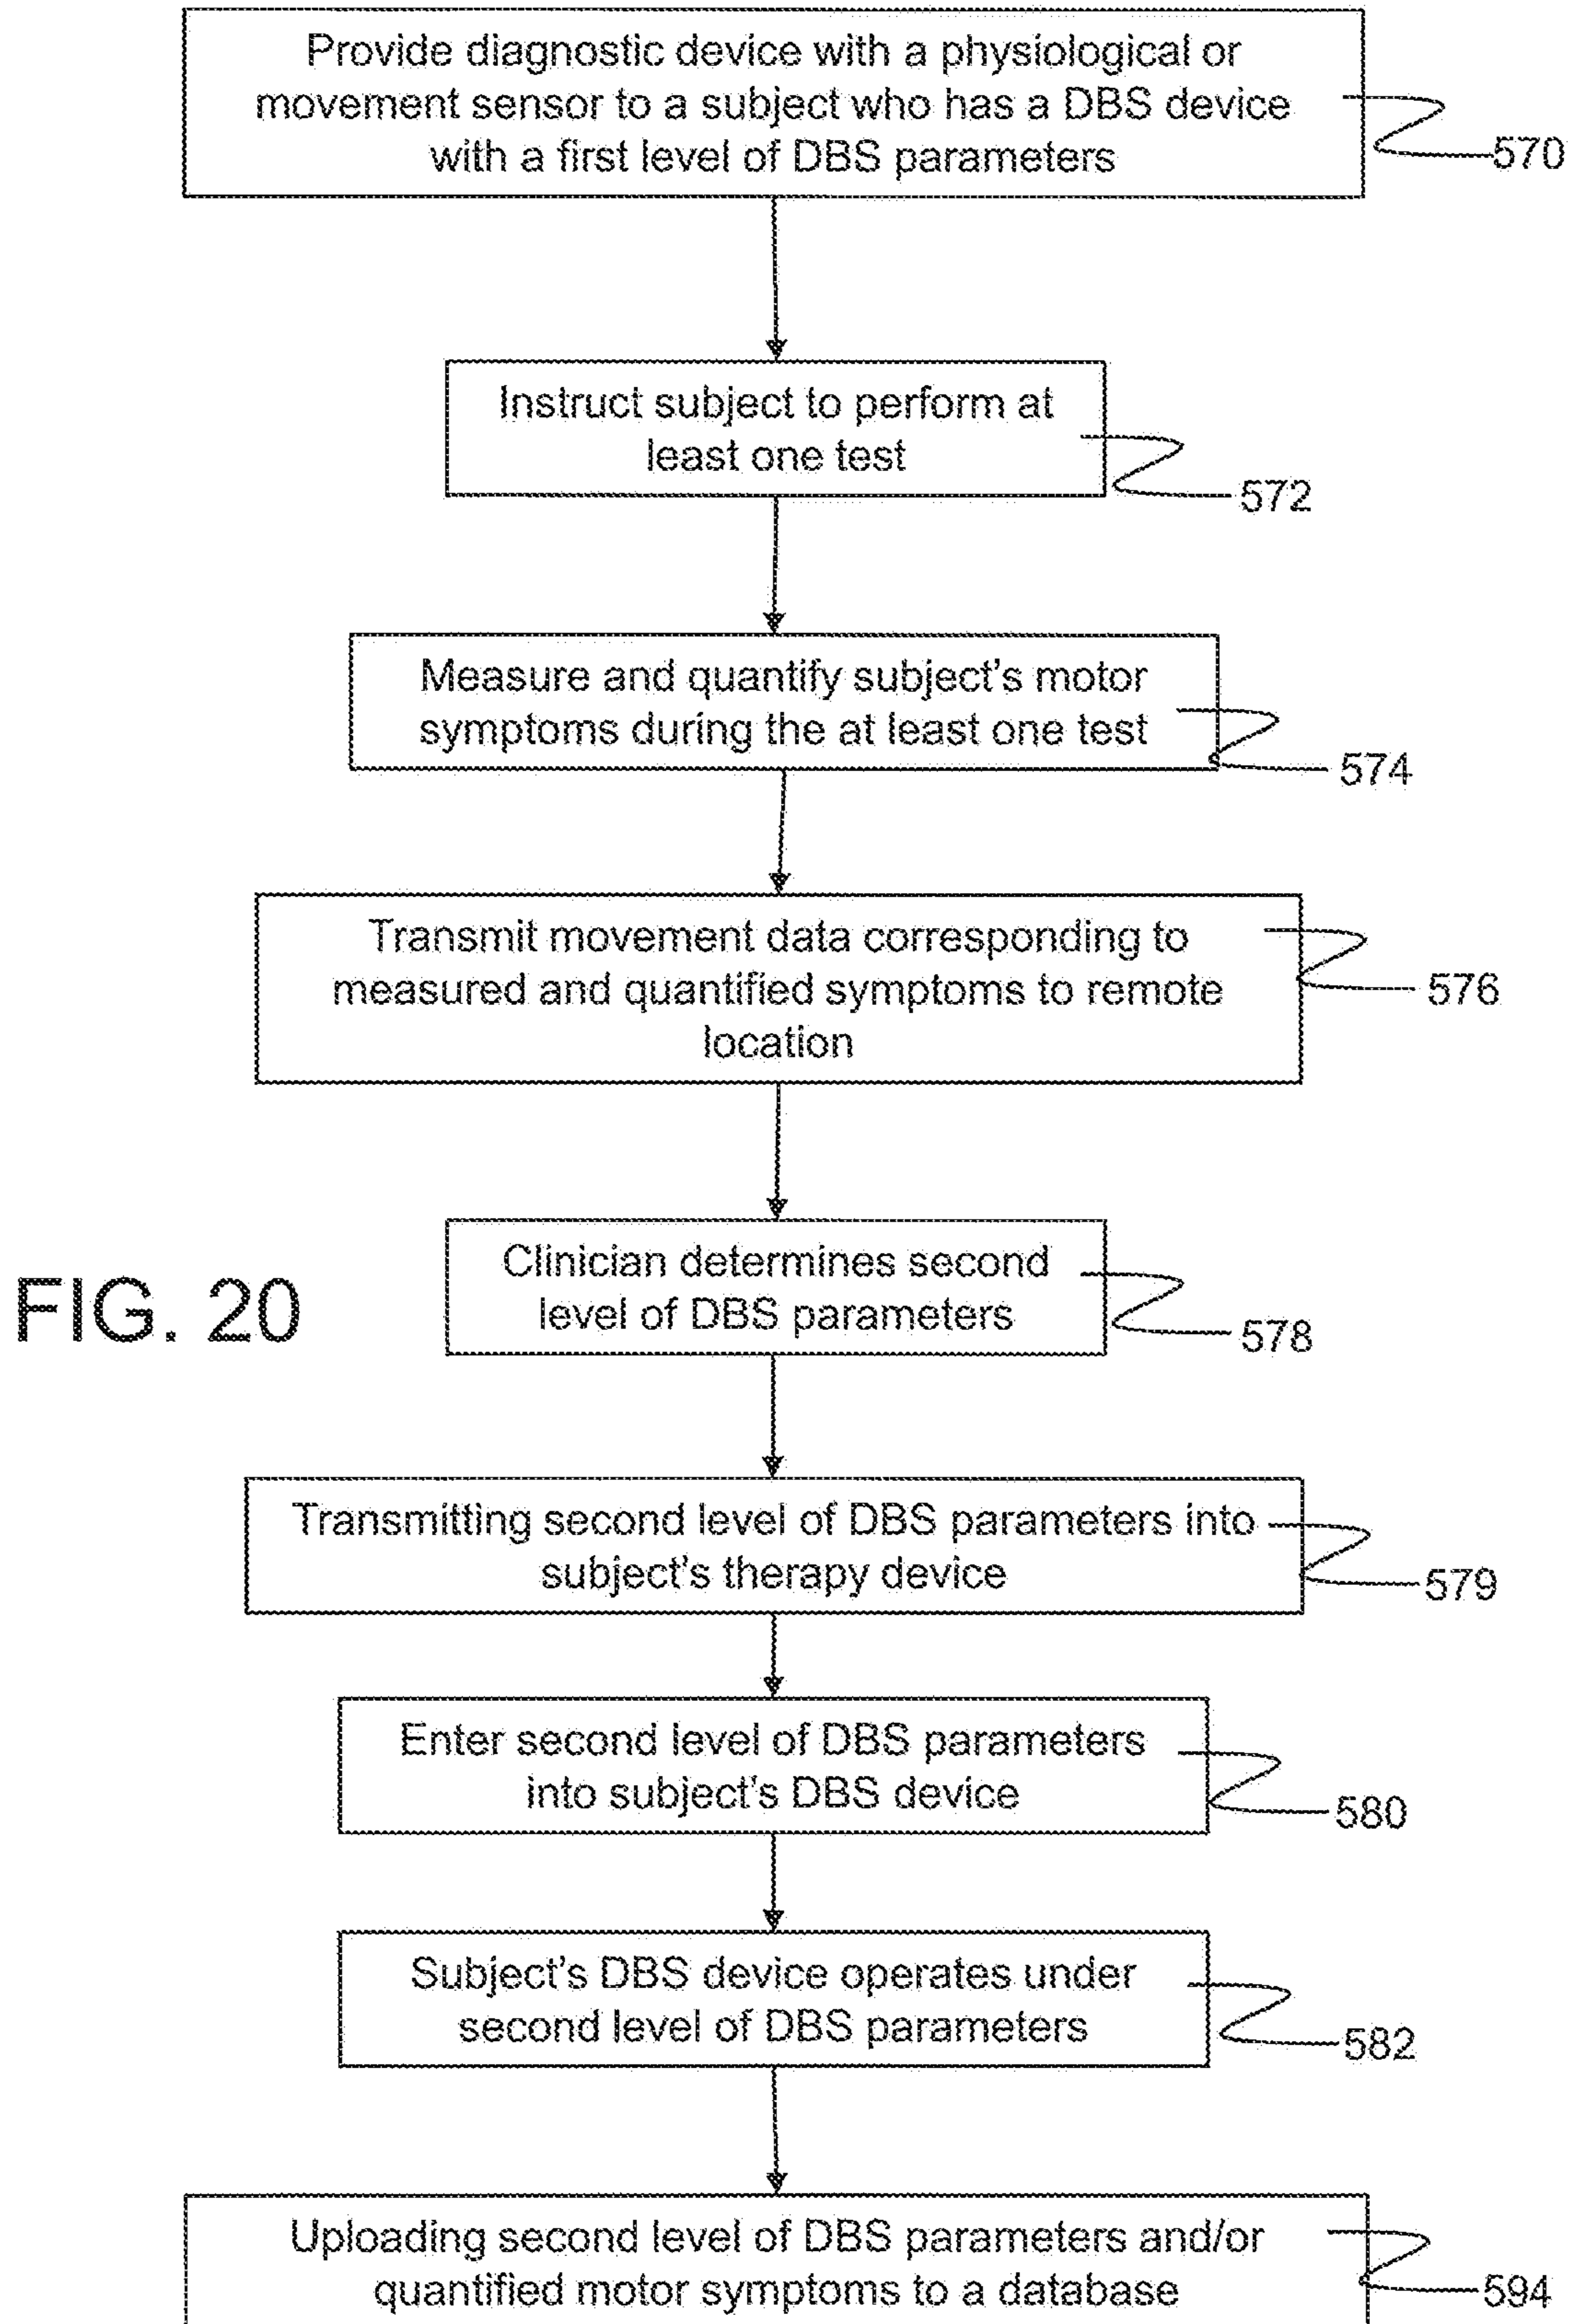 Provide diagnostic device with a physiological or
movement sensor to a subject who has a DBS device
with a first level of DBS parameters
570
Instruct subject to perform at
least one test
572
Measure and quantify subject's motor
symptoms during the at least one test
574
Transmit movement data corresponding to
measured and quantified symptoms to remote
location
576
Clinician determines second
level of DBS parameters
578
FIG. 20
Transmitting second level of DBS parameters into
subject's therapy device
579
Enter second level of DBS parameters
into subject's DBS device
580
Subject's DBS device operates under
second level of DBS parameters
582
Uploading second level of DBS parameters and/or
quantified motor symptoms to a database
594